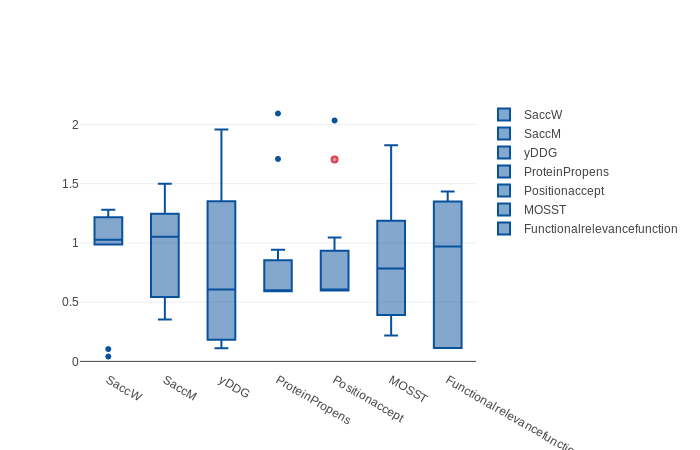 2
1.5
1
0.5
0
SaccW
SaccM
yDDG
ProteinPropens
Positionaccept
MOSST
Functionalrelevancefunctio
SaccW
SaccM
yDDG
ProteinPropens
Positionaccept
MOSST
Functionalrelevancefunction